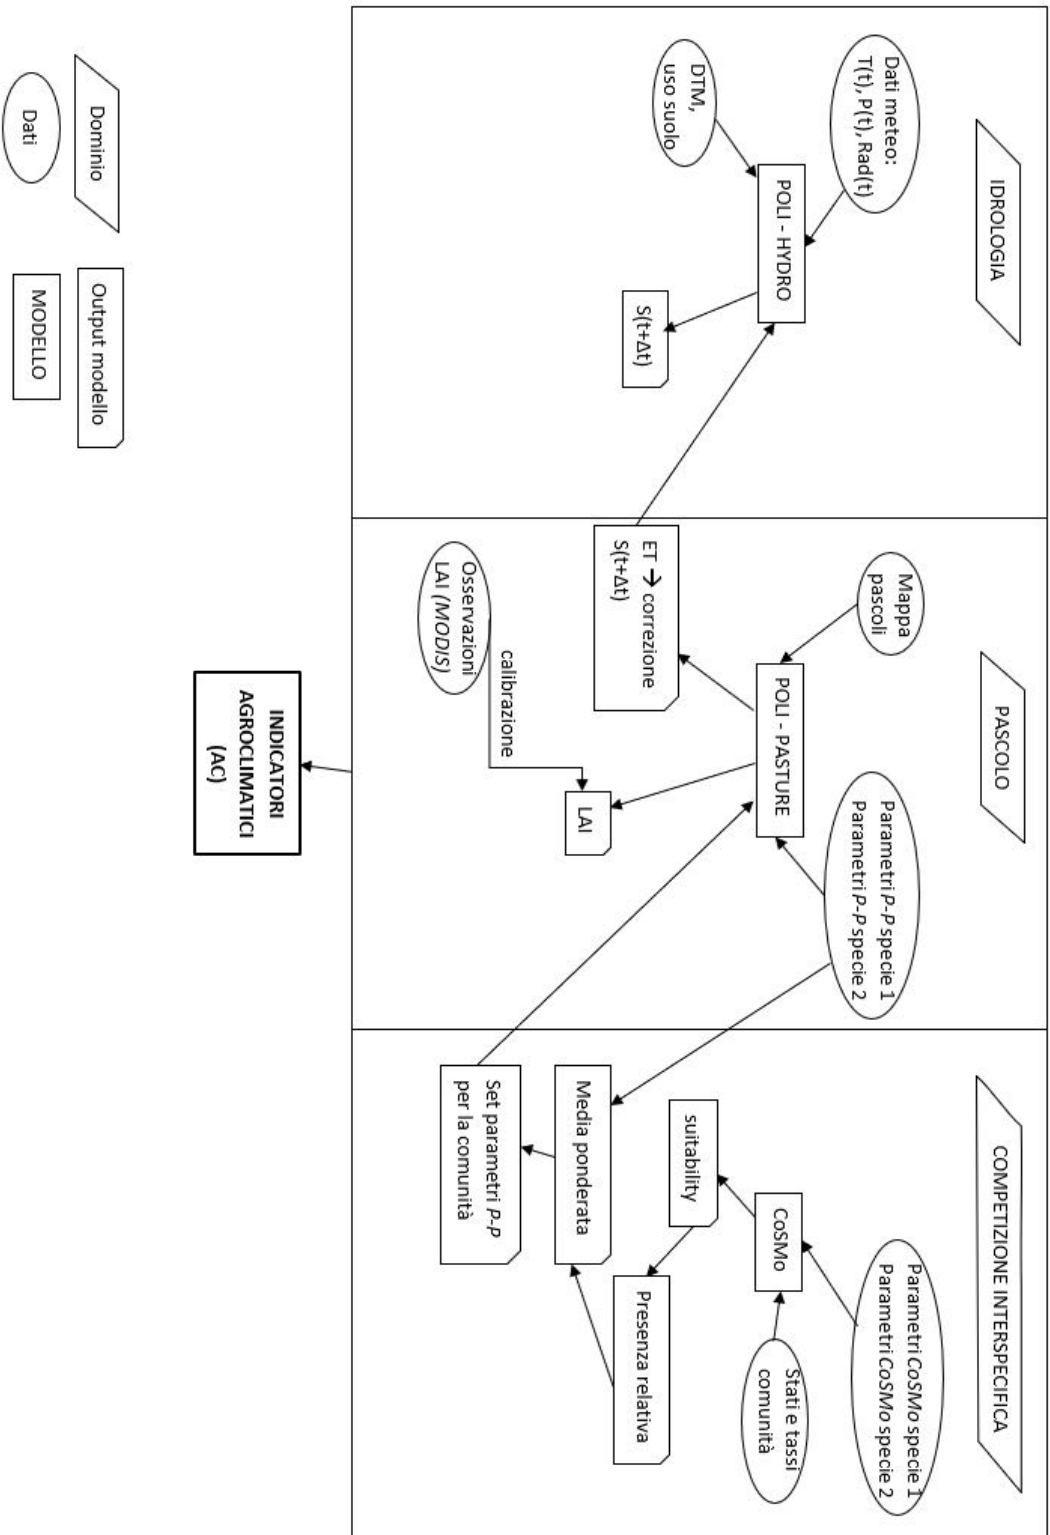 IDROLOGIA
Dati meteo:
T(t), P(t), Rad(t)
DTM,
uso suolo
POLI - HYDRO
S(t+Δt)
PASCOLO
Mappa
pascoli
Parametri P-P specie 1
Parametri P-P specie 2
POLI - PASTURE
ET → correzione
S(t+Δt)
LAI
calibrazione
Osservazioni
LAI (MODIS)
COMPETIZIONE INTERSPECIFICA
Parametri CoSMo specie 1
Parametri CoSMo specie 2
CoSMo
Stati e tassi
comunità
suitability
Presenza relativa
Media ponderata
Set parametri P-P
per la comunità
INDICATORI
AGROCLIMATICI
(AC)
Dominio
Output modello
Dati
MODELLO